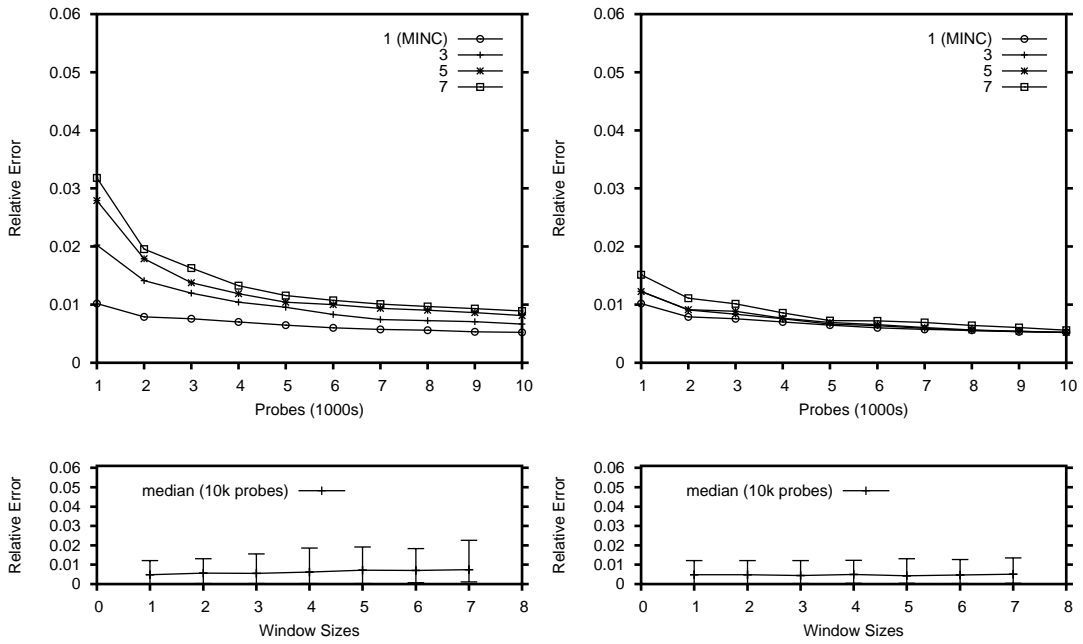 0.06
0.05
0.04
0.03
0.02
0.01
0
Relative Error
1 (MINC)
3
5
7
1 2 3 4 5 6 7 8 9 10
Probes (1000s)
0.06
0.05
0.04
0.03
0.02
0.01
0
Relative Error
1 (MINC)
3
5
7
1 2 3 4 5 6 7 8 9 10
Probes (1000s)
0.06
0.05
0.04
0.03
0.02
0.01
0
Relative Error
median (10k probes)
0 1 2 3 4 5 6 7 8
Window Sizes
0.06
0.05
0.04
0.03
0.02
0.01
0
Relative Error
median (10k probes)
0 1 2 3 4 5 6 7 8
Window Sizes